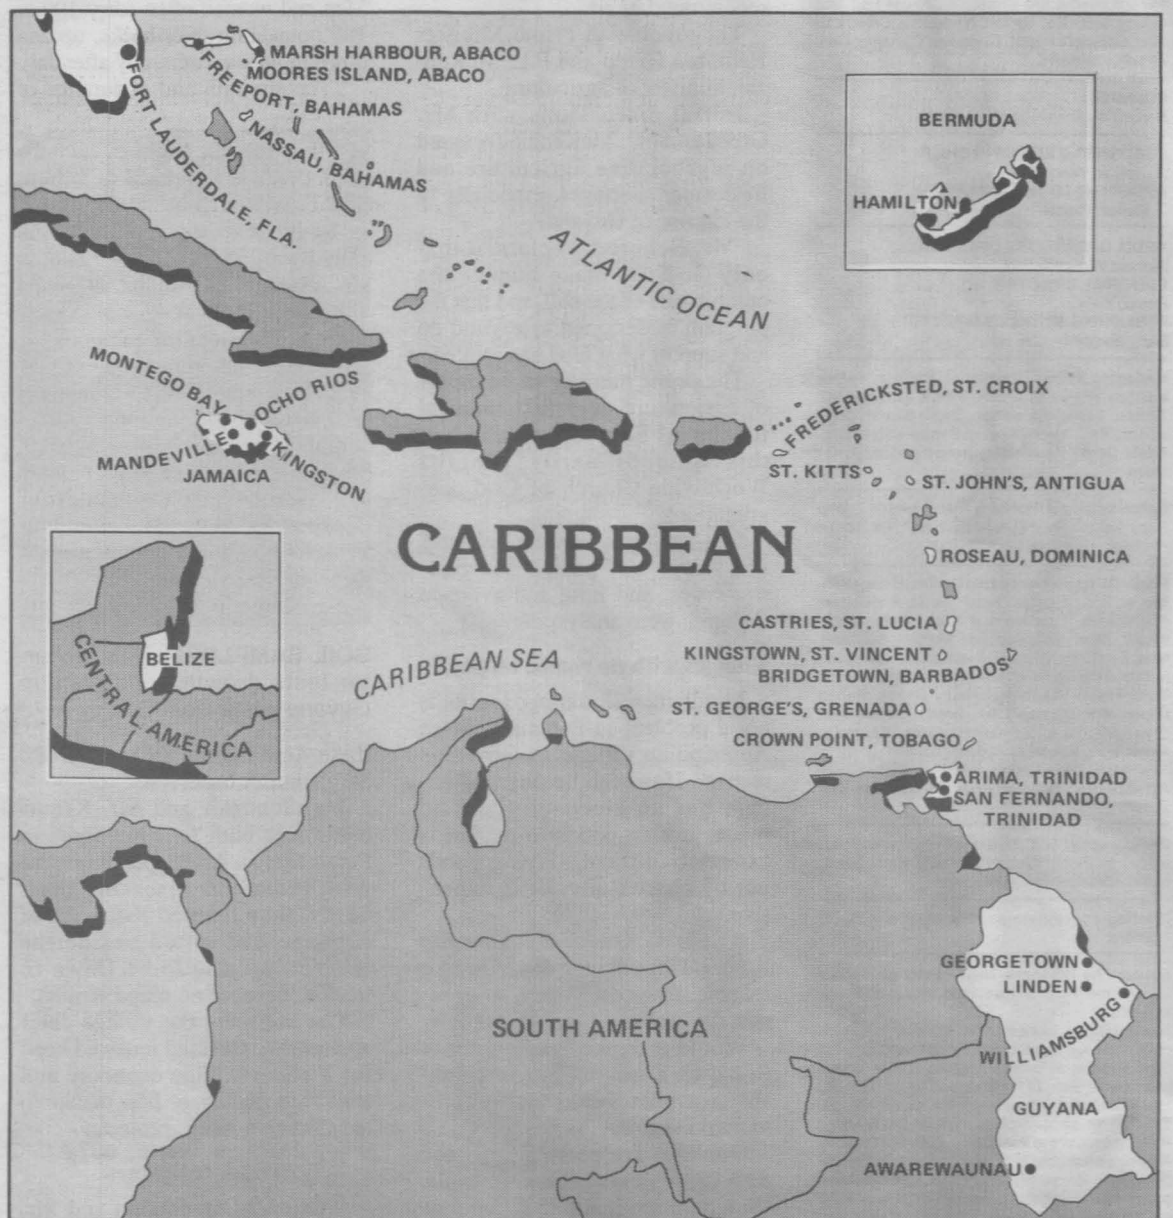 MARSH HARBOUR, ABACO
MOORES ISLAND, ABACO
FREEPORT, BAHAMAS
NASSAU, BAHAMAS
FORT LAUDERDALE, FLA.
BERMUDA
HAMILTON
ATLANTIC OCEAN
MONTEGO BAY
OCHO RIOS
MANDEVILLE
KINGSTON
JAMAICA
FREDERICKSTED, ST. CROIX
ST. KITTS
ST. JOHN'S, ANTIGUA
CARIBBEAN
ROSEAU, DOMINICA
CASTRIES, ST. LUCIA
KINGSTOWN, ST. VINCENT
BRIDGETOWN, BARBADOS
BELIZE
CENTRAL AMERICA
CARIBBEAN SEA
ST. GEORGE'S, GRENADA
CROWN POINT, TOBAGO
ARIMA, TRINIDAD
SAN FERNANDO,
TRINIDAD
GEORGETOWN
LINDEN
WILLIAMSBURG
SOUTH AMERICA
GUYANA
AWAREWAUNAU